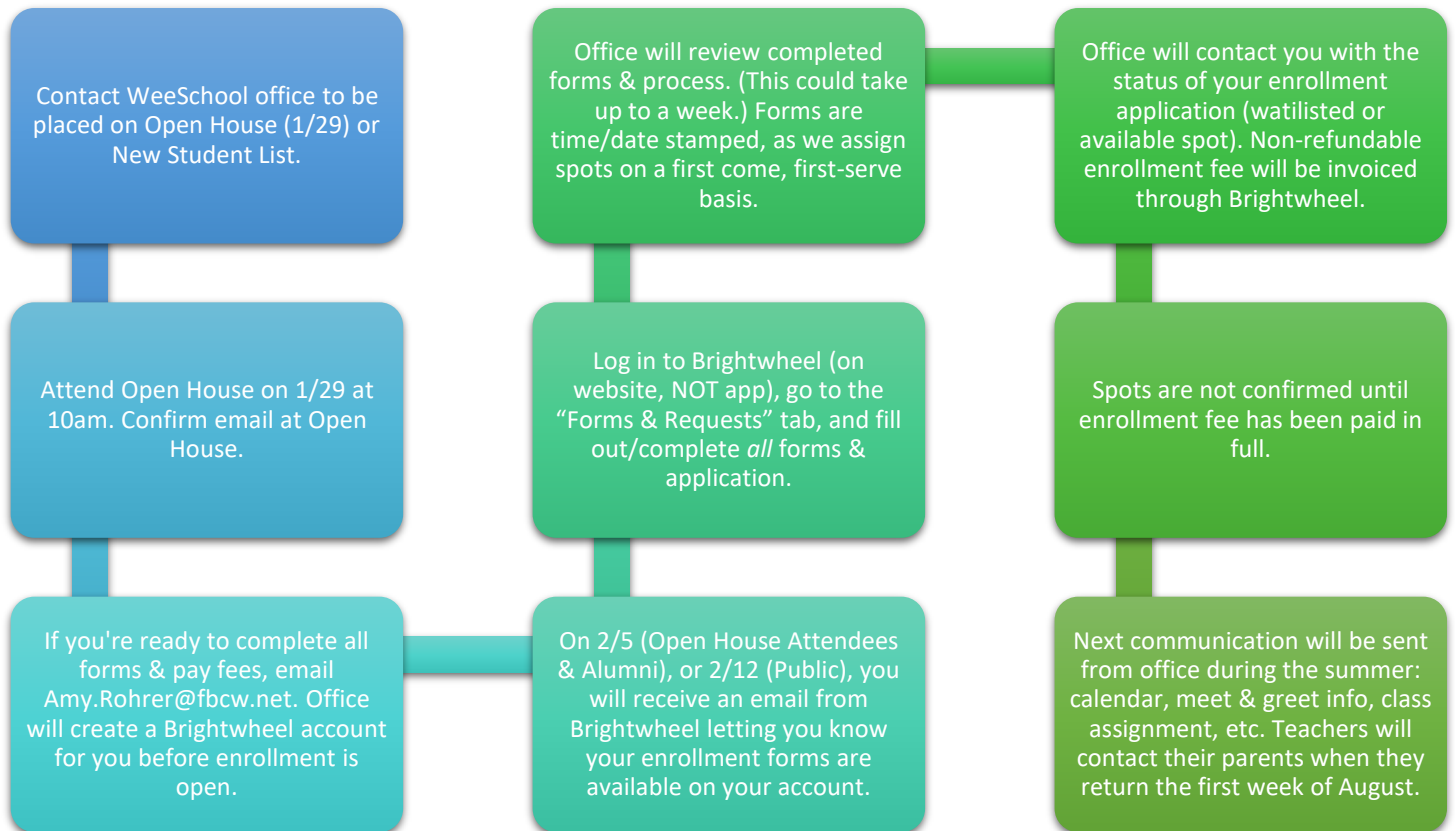 Contact WeeSchool office to be
placed on Open House (1/29) or
New Student List.
Attend Open House on 1/29 at
10am. Confirm email at Open
House.
If you're ready to complete all
forms & pay fees, email
Amy.Rohrer@fbcw.net. Office
will create a Brightwheel account
for you before enrollment is
open.
On 2/5 (Open House Attendees
& Alumni), or 2/12 (Public), you
will receive an email from
Brightwheel letting you know
your enrollment forms are
available on your account.
Log in to Brightwheel (on
website, NOT app), go to the
“Forms & Requests” tab, and fill
out/complete all forms &
application.
Office will review completed
forms & process. (This could take
up to a week.) Forms are
time/date stamped, as we assign
spots on a first come, first-serve
basis.
Office will contact you with the
status of your enrollment
application (watilisted or
available spot). Non-refundable
enrollment fee will be invoiced
through Brightwheel.
Spots are not confirmed until
enrollment fee has been paid in
full.
Next communication will be sent
from office during the summer:
calendar, meet & greet info, class
assignment, etc. Teachers will
contact their parents when they
return the first week of August.